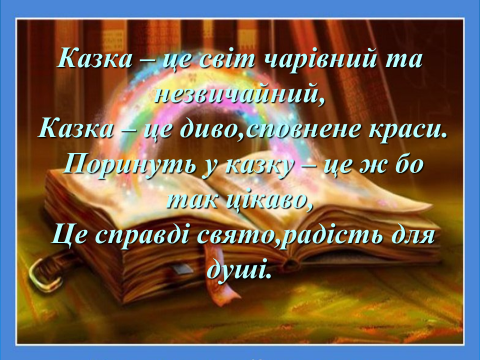 Казка – це світ чарівний та
незвичайний,
Казка – це диво,сповнене краси.
Поринуть у казку – це ж бо
так цікаво,
Це справді свято,радість для
душі.